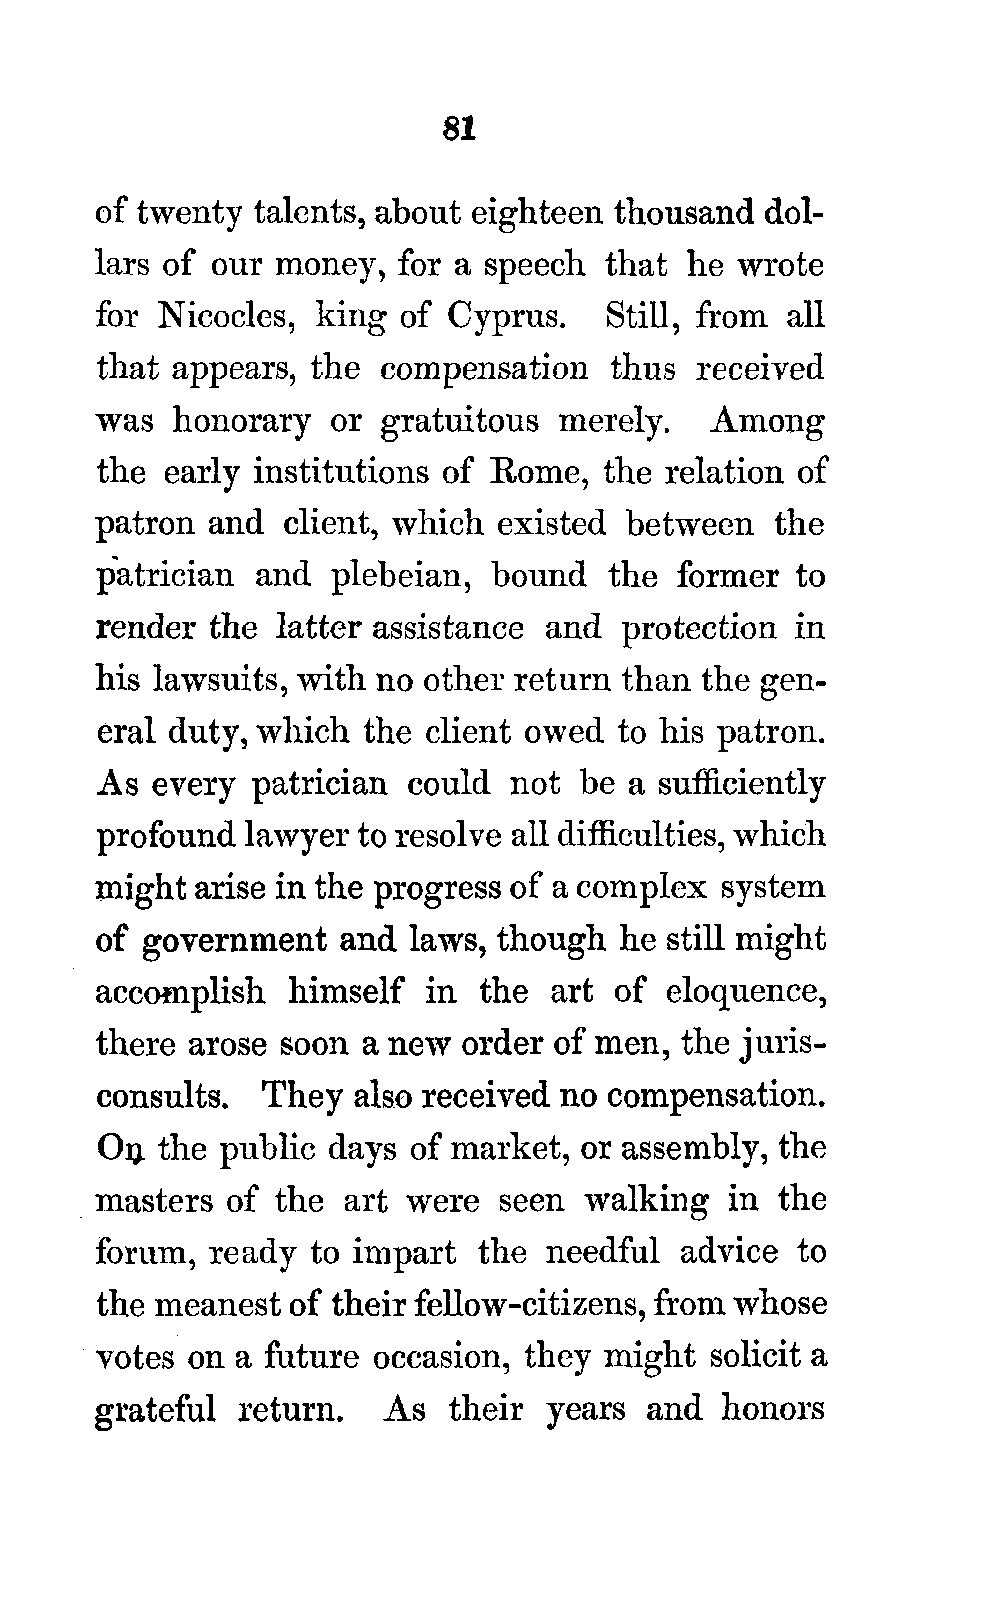 81
of twenty talents, about eighteen thousand dol-
lars of our money, for a speech that he wrote
for Nicocles, king of Cyprus. Still, from all
that appears, the compensation thus received
was honorary or gratuitous merely. Among
the early institutions of Rome, the relation of
patron and client, which existed between the
patrician and plebeian, bound the former to
render the latter assistance and protection in
his lawsuits, with no other return than the gen-
eral duty, which the client owed to his patron.
As every patrician could not be a sufficiently
profound lawyer to resolve all difficulties, which
might arise in the progress of a complex system
of government and laws, though he still might
accomplish himself in the art of eloquence,
there arose soon a new order of men, the juris-
consults. They also received no compensation.
On the public days of market, or assembly, the
masters of the art were seen walking in the
forum, ready to impart the needful advice to
the meanest of their fellow-citizens, from whose
votes on a future occasion, they might solicit a
grateful return. As their years and honors